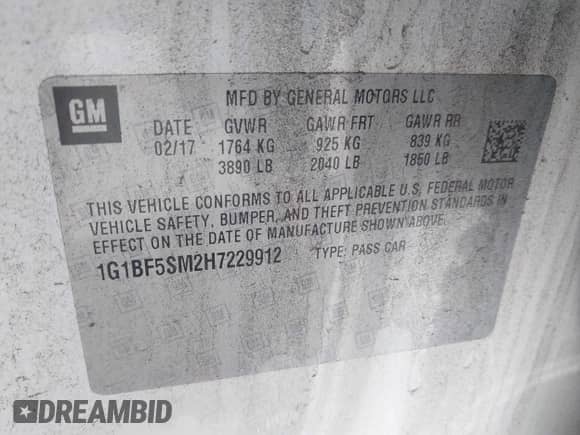 GM
MFD BY GENERAL MOTORS LLC
DATE GVWR GAWR FRT GAWR RR
02/17 1764 KG 925 KG 839 KG
3890 LB 2040 LB 1850 LB
THIS VEHICLE CONFORMS TO ALL APPLICABLE U.S. FEDERAL MOTOR
VEHICLE SAFETY, BUMPER, AND THEFT PREVENTION STANDARDS IN
EFFECT ON THE DATE OF MANUFACTURE SHOWN ABOVE.
1G1BF5SM2H7229912 TYPE: PASS CAR
DREAMBID